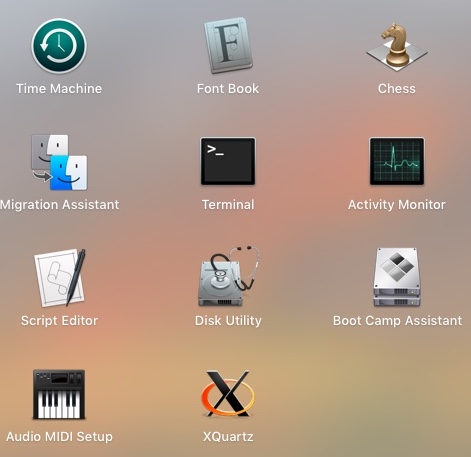 Time Machine
Font Book
Chess
Migration Assistant
>_
Terminal
Activity Monitor
Script Editor
Disk Utility
Boot Camp Assistant
Audio MIDI Setup
XQuartz